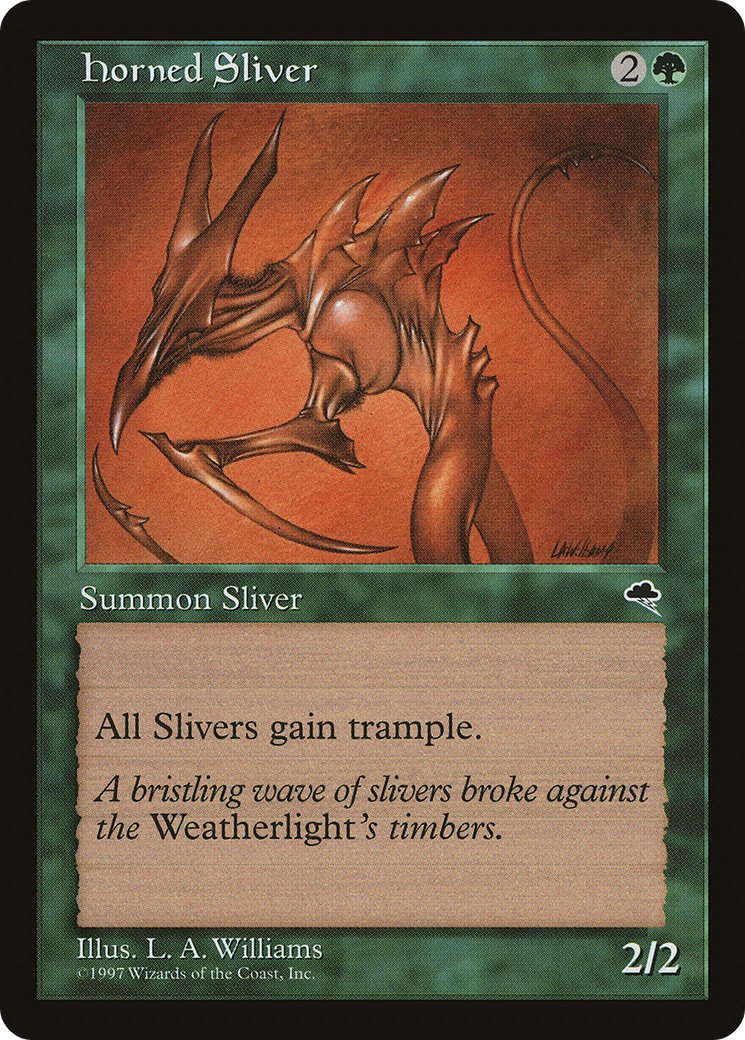 Horned Sliver 2
L.A. Williams
Summon Sliver
All Slivers gain trample.
A bristling wave of slivers broke against
the Weatherlight's timbers.
Illus. L. A. Williams
©1997 Wizards of the Coast, Inc.
2/2